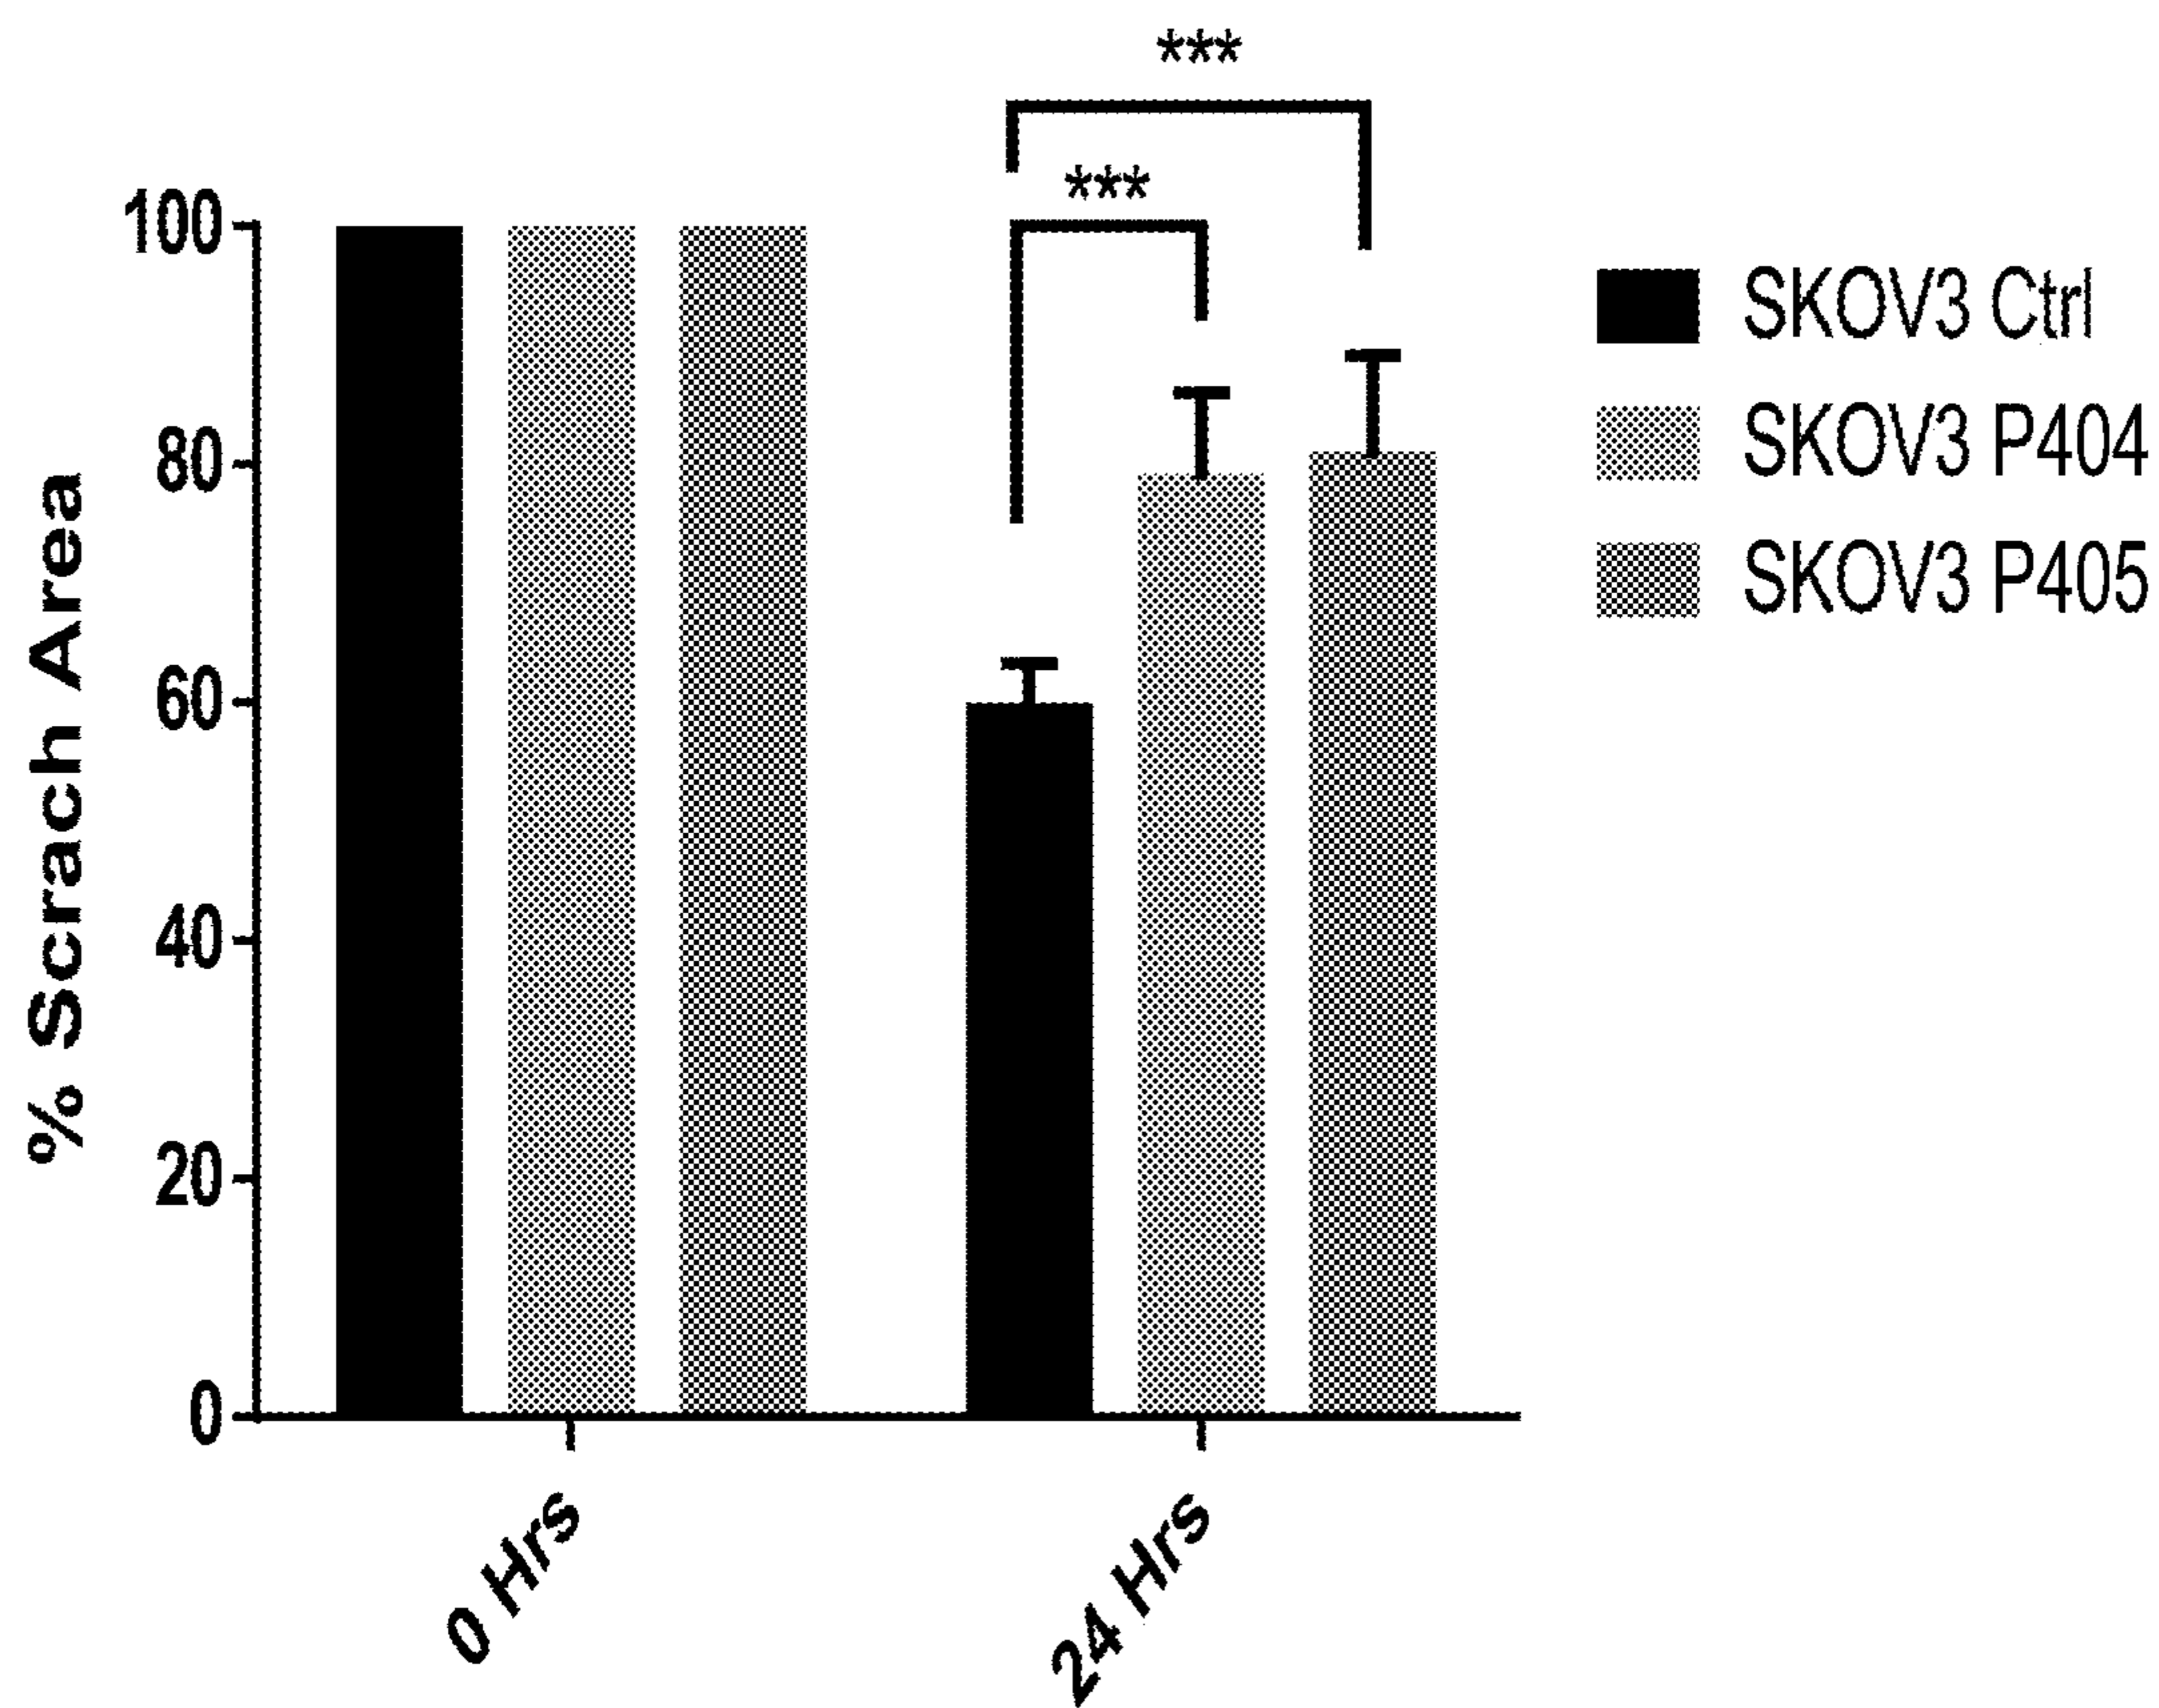 ***
***
100
80
60
40
20
0
% Scrach Area
0 Hrs
24 Hrs
SKOV3 Ctrl
SKOV3 P404
SKOV3 P405